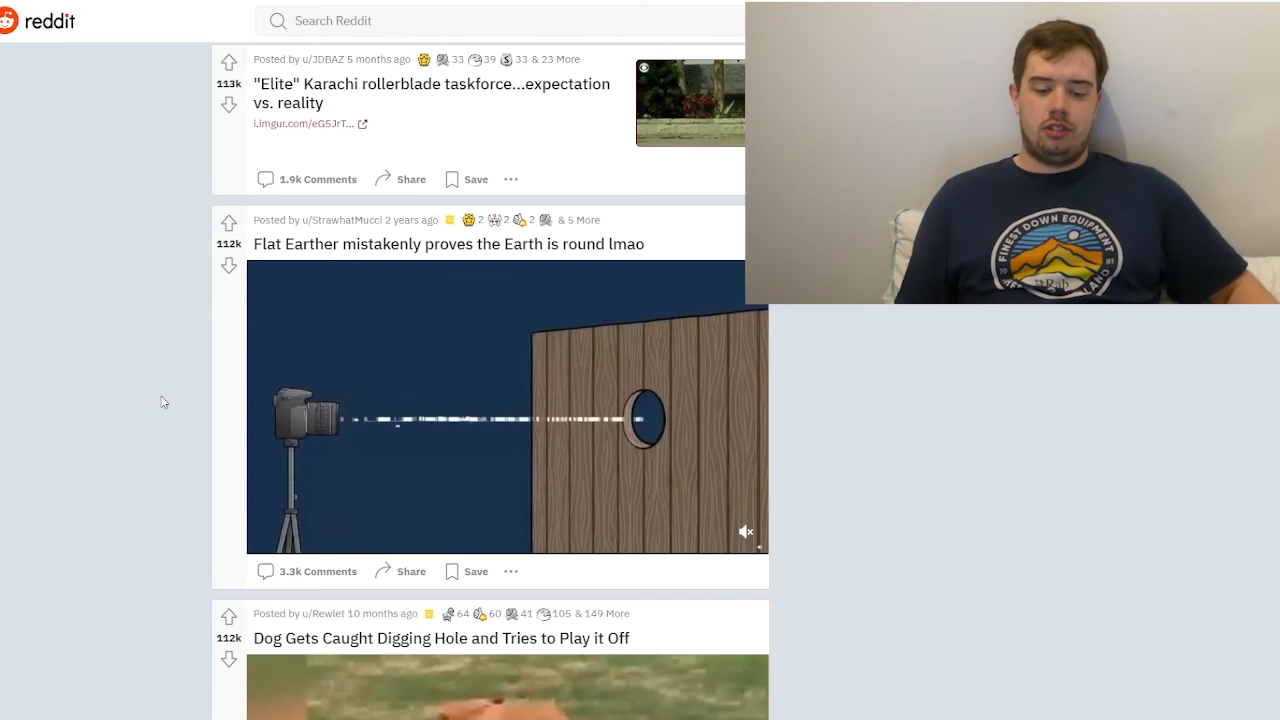 reddit
Search Reddit
Posted by u/JDBAZ 5 months ago 33 39 33 & 23 More
113k
"Elite" Karachi rollerblade taskforce...expectation
vs. reality
i.imgur.com/eG5JrT...
1.9k Comments Share Save
Posted by u/StrawhatMucci 2 years ago 2 2 2 & 5 More
112k
Flat Earther mistakenly proves the Earth is round lmao
3.3k Comments Share Save
Posted by u/Rewlet 10 months ago 64 60 41 105 & 149 More
112k
Dog Gets Caught Digging Hole and Tries to Play it Off
FINEST DOWN EQUIPMENT
19 81
Rab